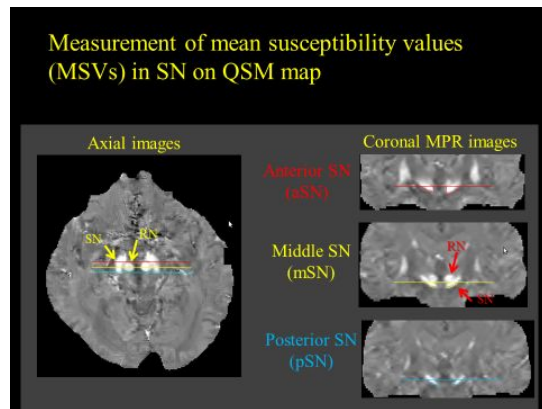 Measurement of mean susceptibility values
(MSVs) in SN on QSM map
Axial images
SN
RN
Coronal MPR images
Anterior SN
(aSN)
Middle SN
(mSN)
RN
SN
Posterior SN
(pSN)